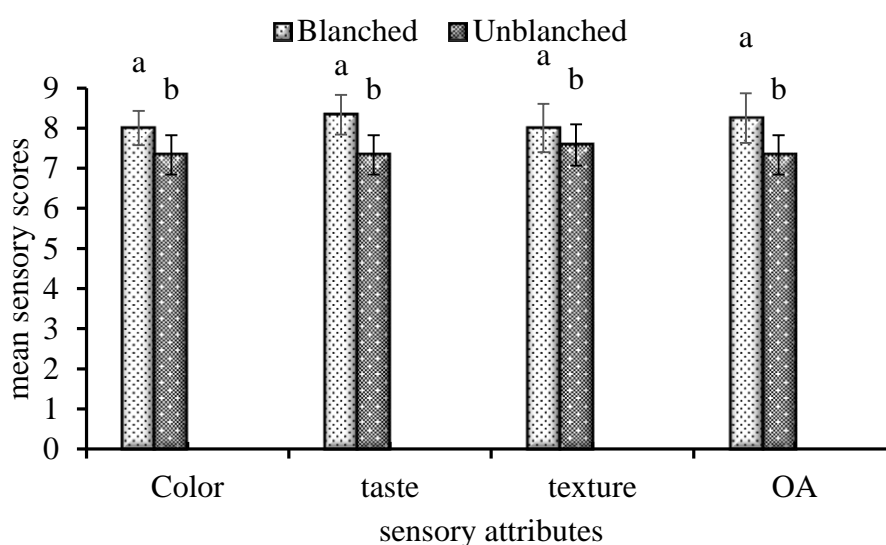 Blanched Unblanched
a b a b a b a b
9
8
7
6
5
4
3
2
1
0
mean sensory scores
Color taste texture OA
sensory attributes